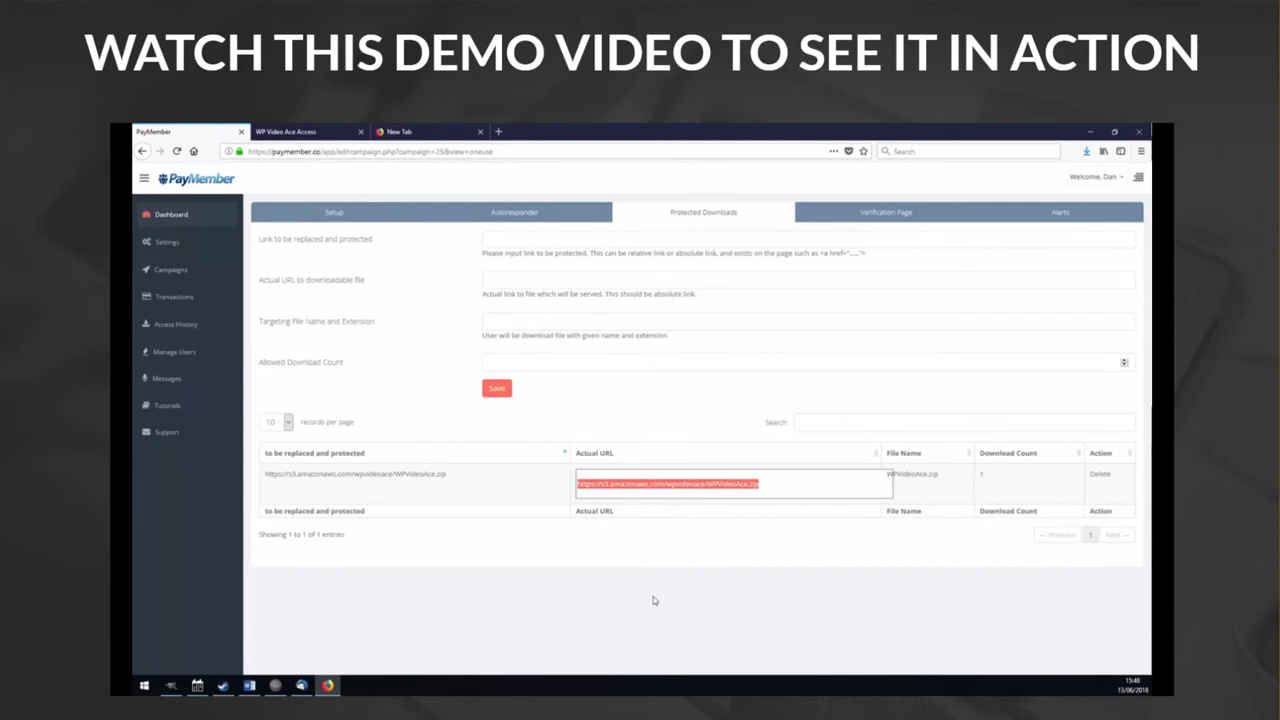 WATCH THIS DEMO VIDEO TO SEE IT IN ACTION
PayMember
WP Video Ace Access
New Tab
https://paymember.co/app/editcampaign.php?campaign=25&view=oneuse
Search
PayMember
Welcome, Dan
Dashboard
Settings
Campaigns
Transactions
Access History
Manage Users
Messages
Tutorials
Support
Setup Autoresponder Protected Downloads Verification Page Alerts
Link to be replaced and protected
Please input link to be protected. This can be relative link or absolute link, and exists on the page such as <a href="....">
Actual URL to downloadable file
Actual link to file which will be served. This should be absolute link.
Targeting File Name and Extension
User will be download file with given name and extension
Allowed Download Count
Save
10 records per page Search:
to be replaced and protected Actual URL File Name Download Count Action
https://s3.amazonaws.com/wpvideoace/WPVideoAce.zip https://s3.amazonaws.com/wpvideoace/WPVideoAce.zip WPVideoAce.zip 1 Delete
to be replaced and protected Actual URL File Name Download Count Action
Showing 1 to 1 of 1 entries
← Previous 1 Next →
15:48
13/06/2018